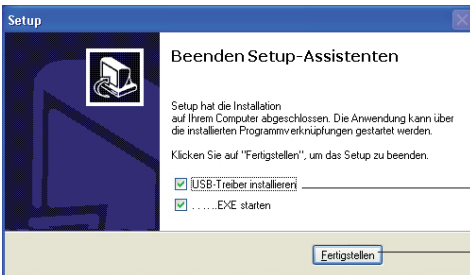 Setup
Beenden Setup-Assistenten
Setup hat die Installation
auf Ihrem Computer abgeschlossen. Die Anwendung kann über
die installierten Programmverknüpfungen gestartet werden.
Klicken Sie auf "Fertigstellen", um das Setup zu beenden.
USB-Treiber installieren
......EXE starten
Fertigstellen